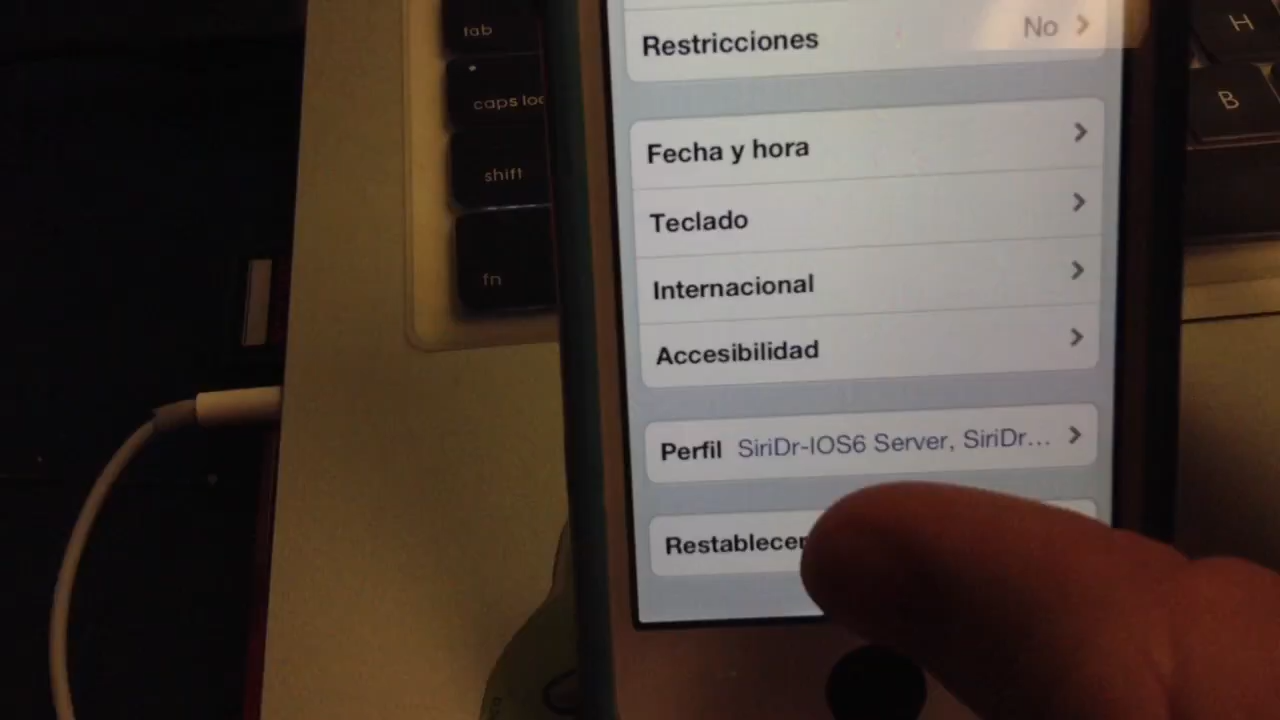 tab
Restricciones No
H
caps loc
B
Fecha y hora
shift
Teclado
fn
Internacional
Accesibilidad
Perfil SiriDr-IOS6 Server, SiriDr...
Restablecer